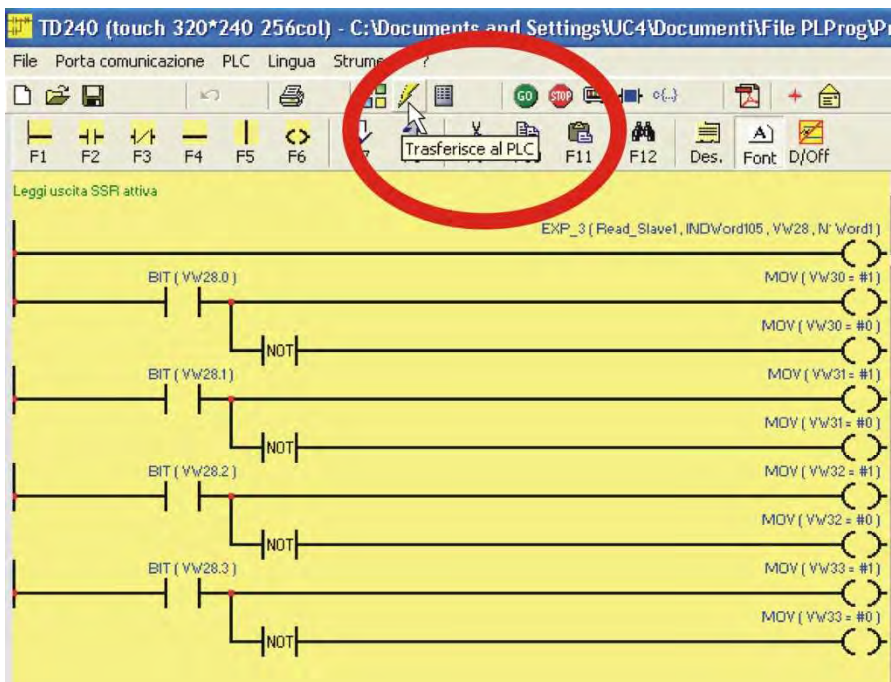 TD240 (touch 320*240 256col) - C:\Documents and Settings\UC4\Documenti\File PLProg\P
File Porta comunicazione PLC Lingua Strume ?
GO STOP
Trasferisce al PLC
F1 F2 F3 F4 F5 F6 F11 F12 Des. Font D/Off
Leggi uscita SSR attiva
EXP_3 ( Read_Slave1, INDWord105 , VW28 , N' Word1 )
BIT ( VW28.0 ) MOV ( VW30 = #1 )
MOV ( VW30 = #0 )
NOT
BIT ( VW28.1 ) MOV ( VW31 = #1 )
MOV ( VW31 = #0 )
NOT
BIT ( VW28.2 ) MOV ( VW32 = #1 )
MOV ( VW32 = #0 )
NOT
BIT ( VW28.3 ) MOV ( VW33 = #1 )
MOV ( VW33 = #0 )
NOT